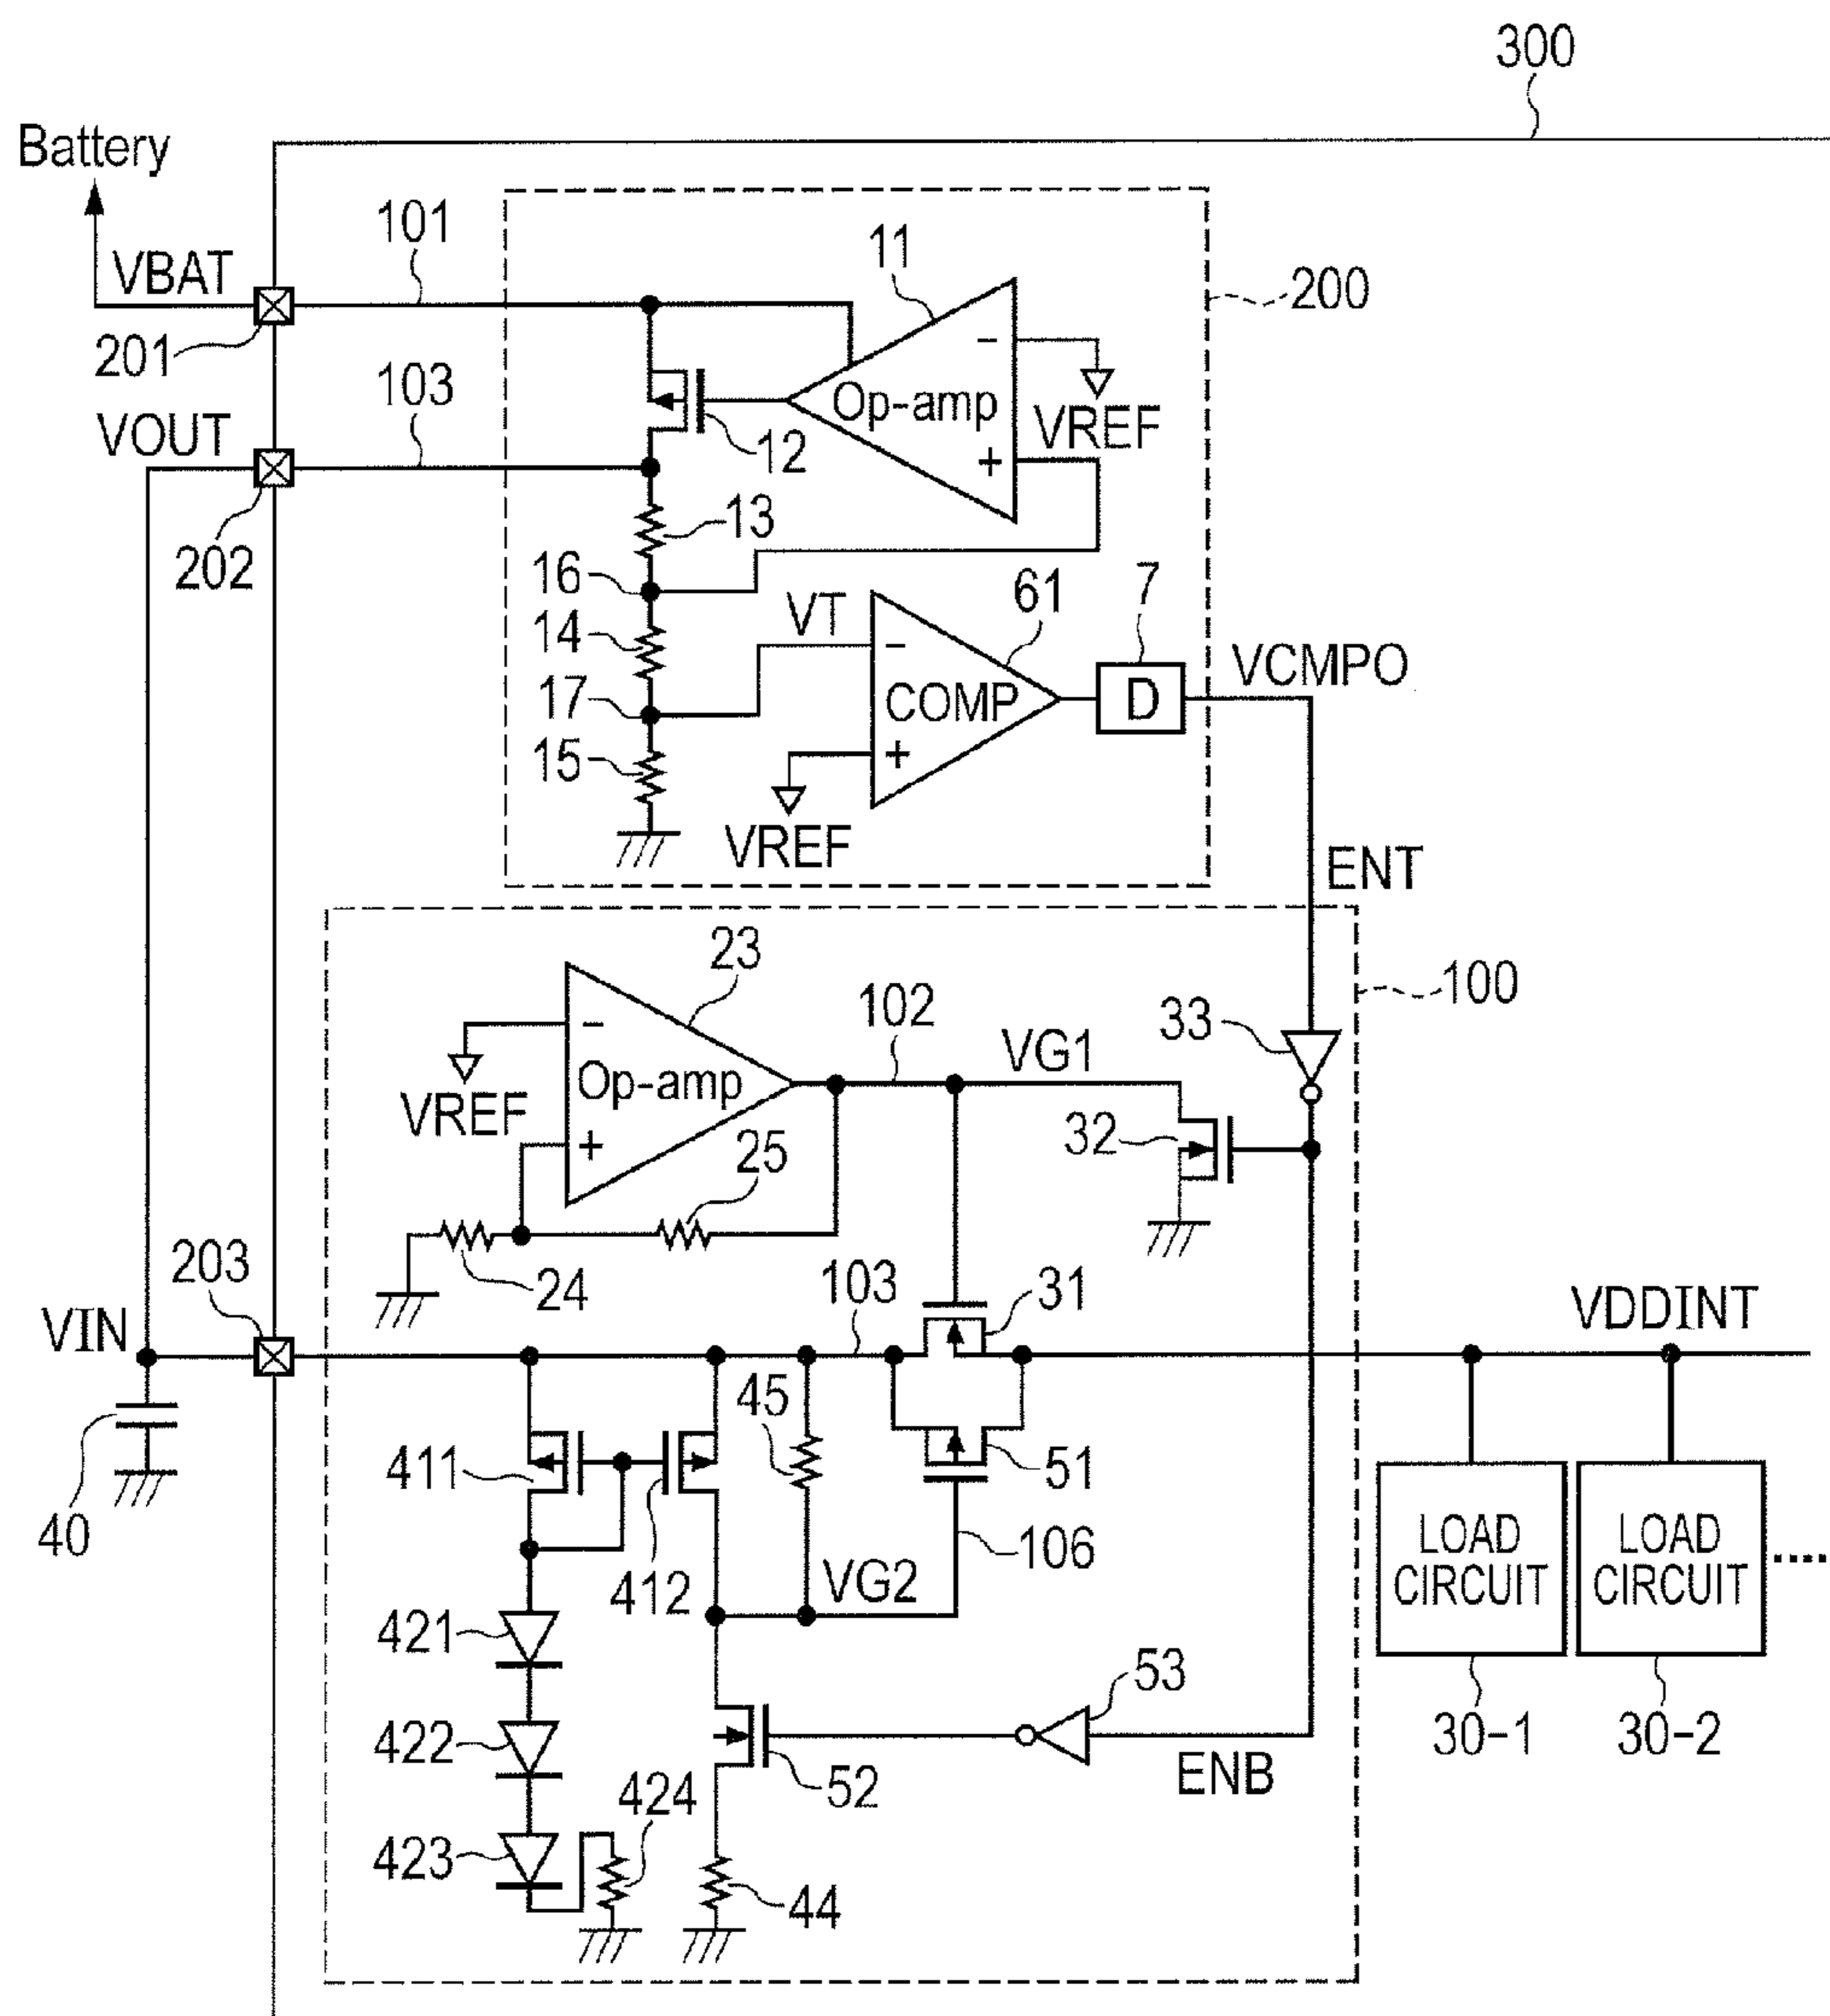 300
Battery
101
11
VBAT
200
201
103
-
Op-amp
VREF
VOUT
12
+
13
202
16
61
7
VT
14
-
VCMPO
17
COMP
D
15
+
VREF
ENT
23
100
102
33
-
VG1
Op-amp
VREF
32
+
25
203
24
103
31
VDDINT
VIN
45
411
51
40
106
LOAD CIRCUIT
LOAD CIRCUIT
....
412
VG2
421
53
30-1
30-2
422
52
ENB
424
423
44